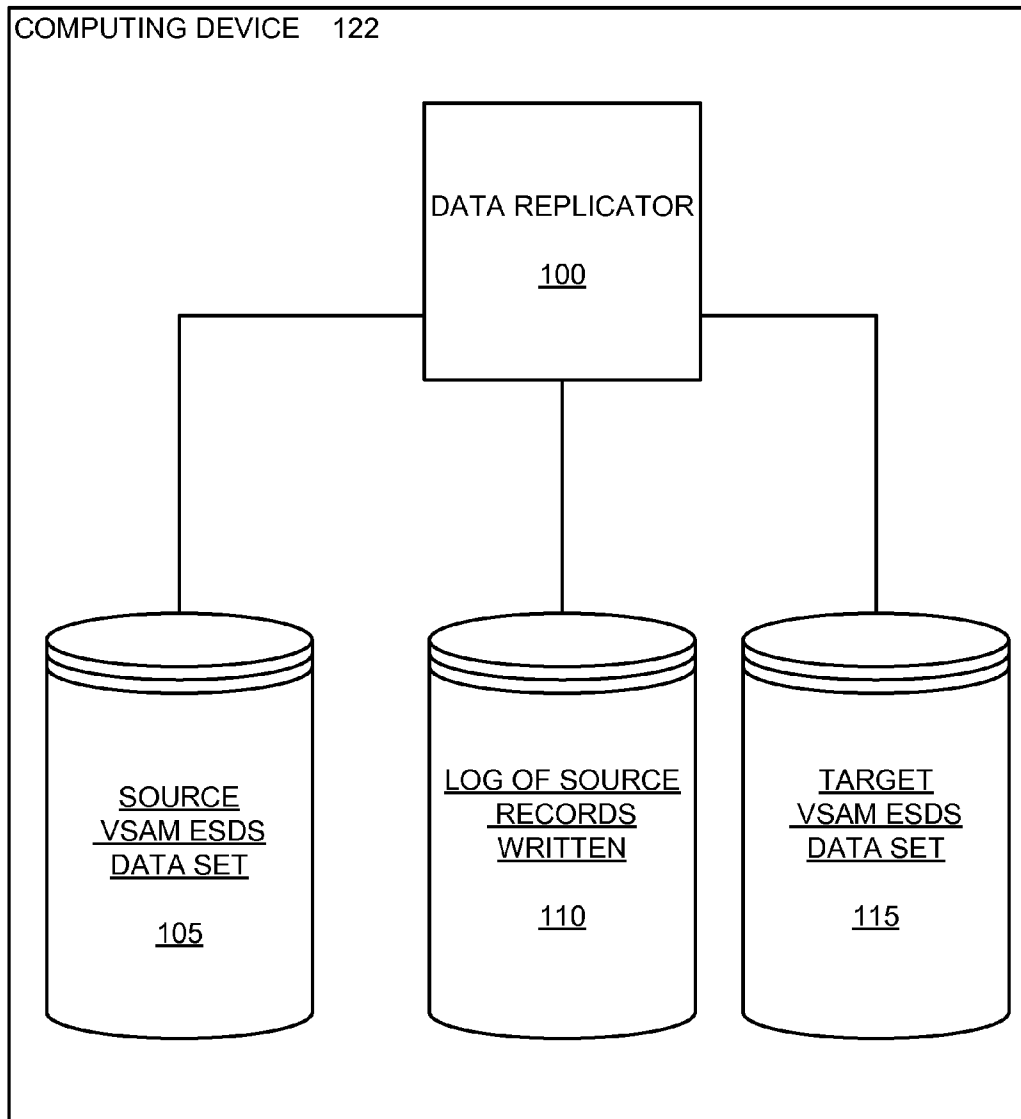 COMPUTING DEVICE 122
DATA REPLICATOR
100
SOURCE
VSAM ESDS
DATA SET
105
LOG OF SOURCE
RECORDS
WRITTEN
110
TARGET
VSAM ESDS
DATA SET
115